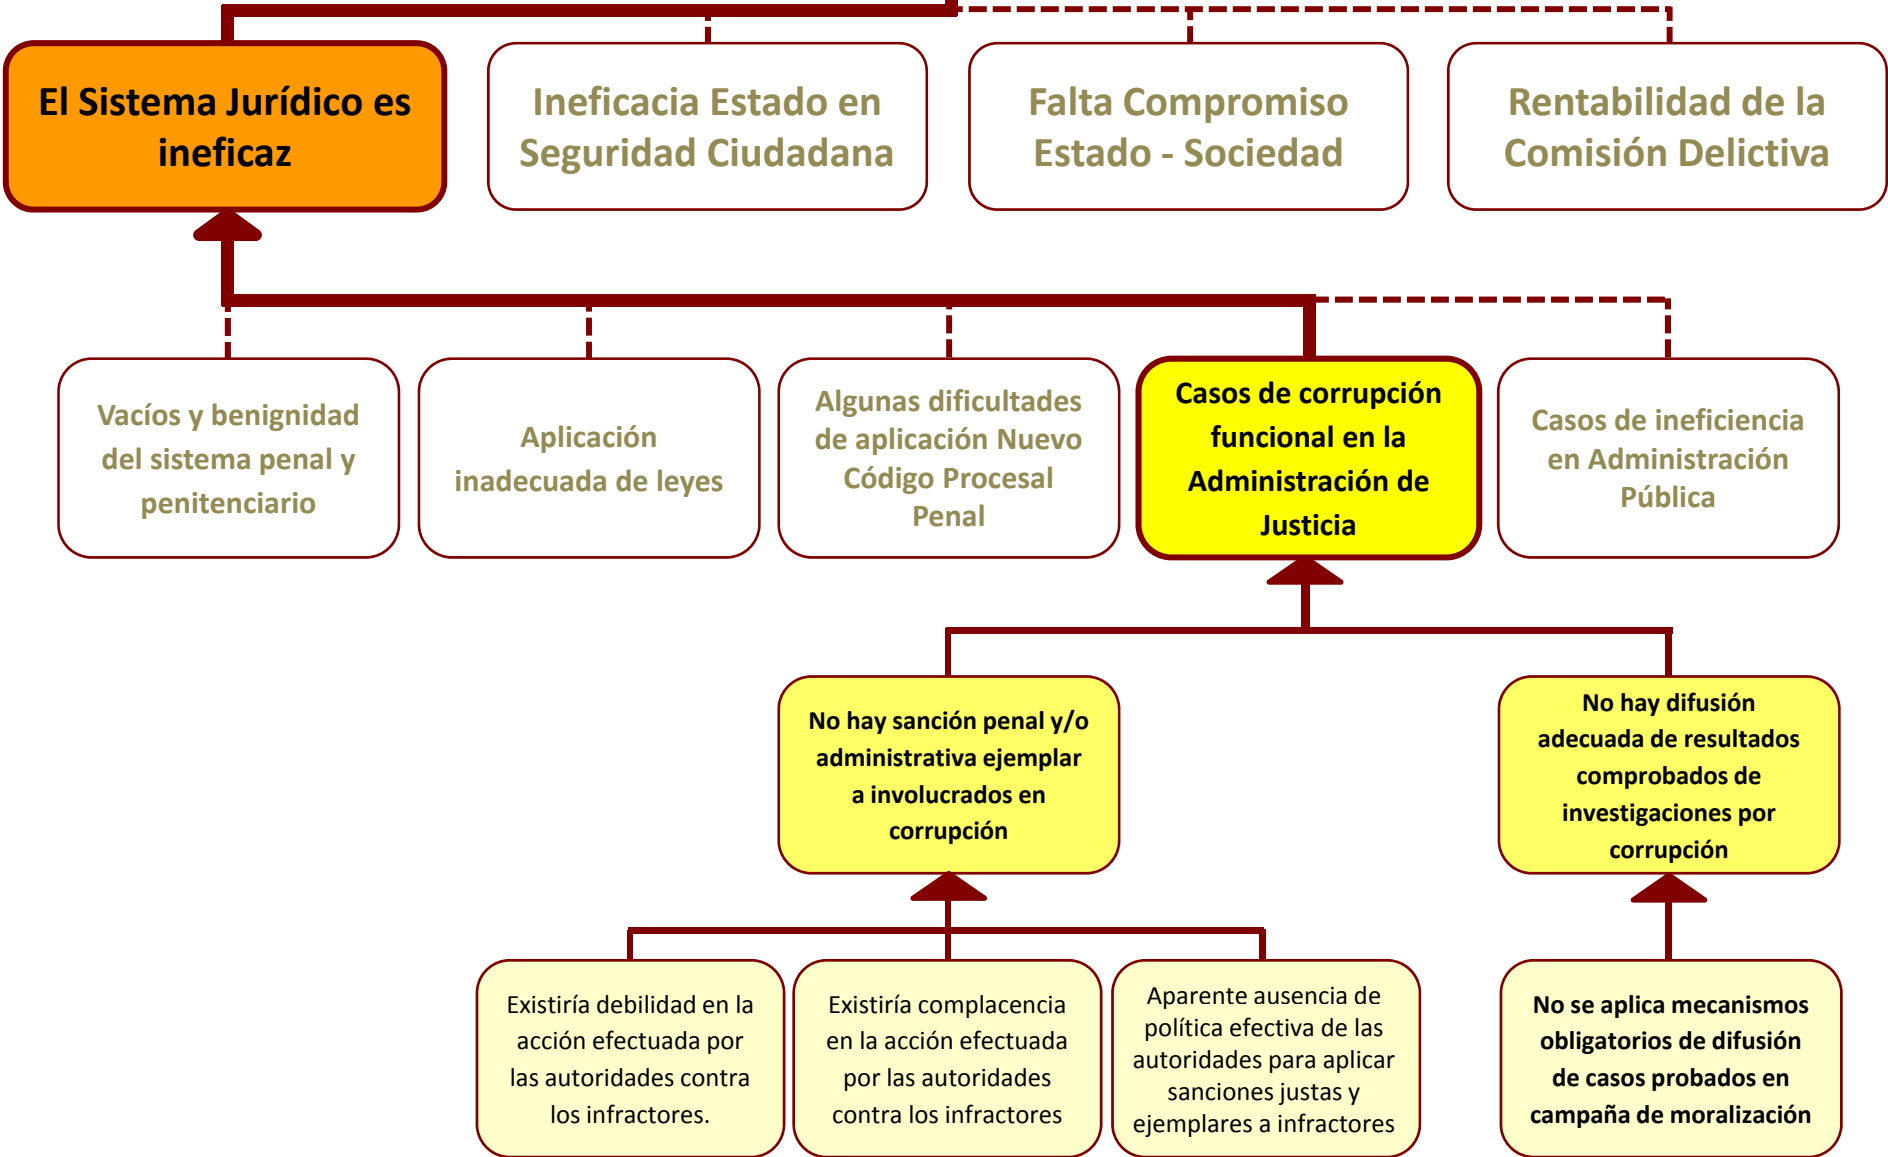 El Sistema Jurídico es
ineficaz
Ineficacia Estado en
Seguridad Ciudadana
Falta Compromiso
Estado - Sociedad
Rentabilidad de la
Comisión Delictiva
Vacíos y benignidad
del sistema penal y
penitenciario
Aplicación
inadecuada de leyes
Algunas dificultades
de aplicación Nuevo
Código Procesal
Penal
Casos de corrupción
funcional en la
Administración de
Justicia
Casos de ineficiencia
en Administración
Pública
No hay sanción penal y/o
administrativa ejemplar
a involucrados en
corrupción
No hay difusión
adecuada de resultados
comprobados de
investigaciones por
corrupción
Existiría debilidad en la
acción efectuada por
las autoridades contra
los infractores.
Existiría complacencia
en la acción efectuada
por las autoridades
contra los infractores
Aparente ausencia de
política efectiva de las
autoridades para aplicar
sanciones justas y
ejemplares a infractores
No se aplica mecanismos
obligatorios de difusión
de casos probados en
campaña de moralización